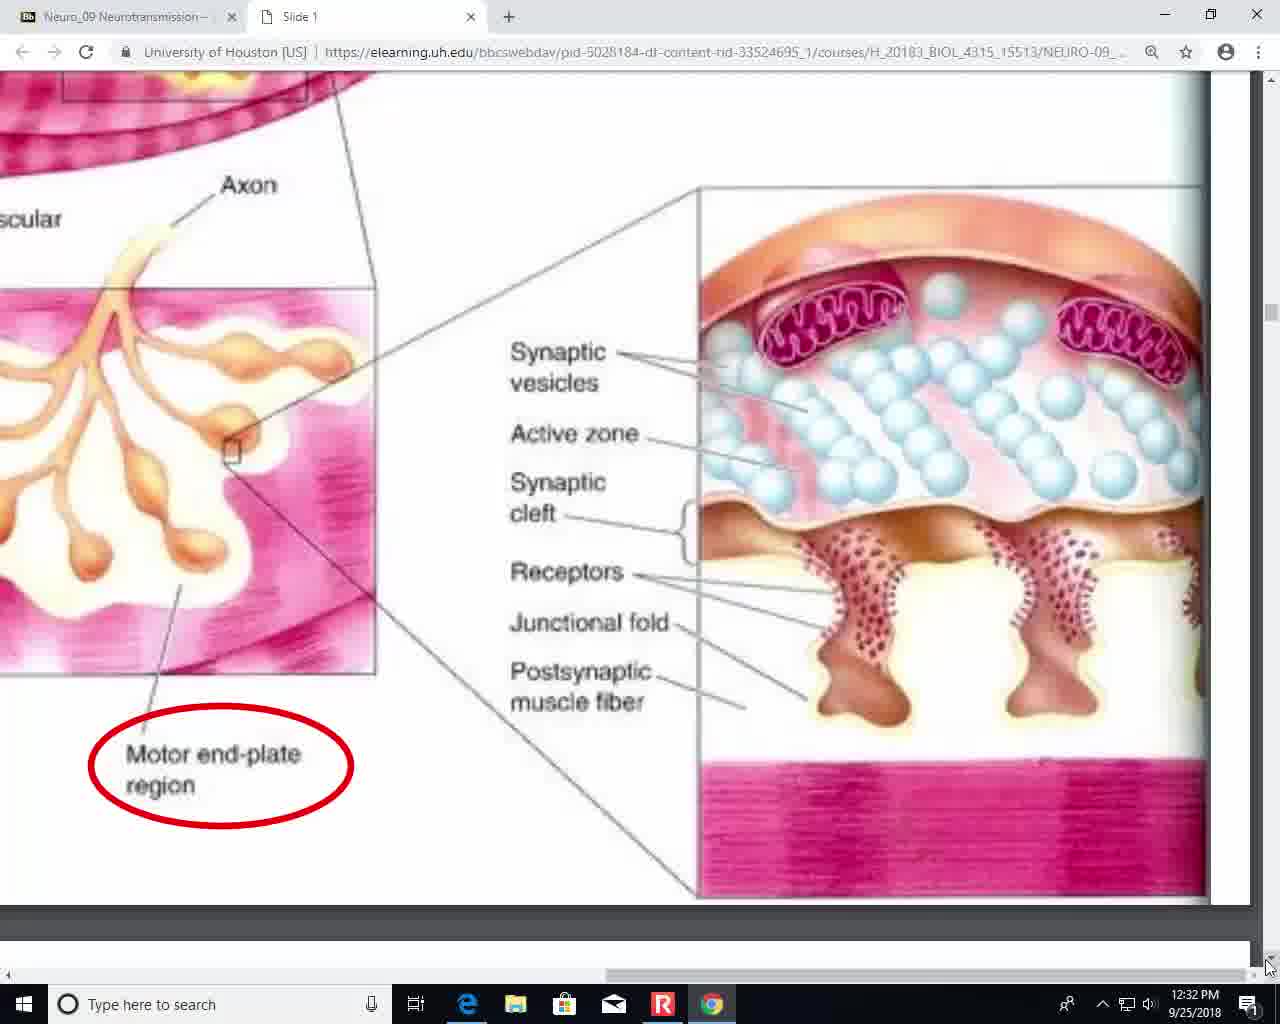 Neuro_09 Neurotransmission –
Slide 1
University of Houston [US]
https://elearning.uh.edu/bbcswebdav/pid-5028184-dt-content-rid-33524695_1/courses/H_20183_BIOL_4315_15513/NEURO-09_...
Axon
scular
Synaptic
vesicles
Active zone
Synaptic
cleft
Receptors
Junctional fold
Postsynaptic
muscle fiber
Motor end-plate
region
Type here to search
12:32 PM
9/25/2018
1